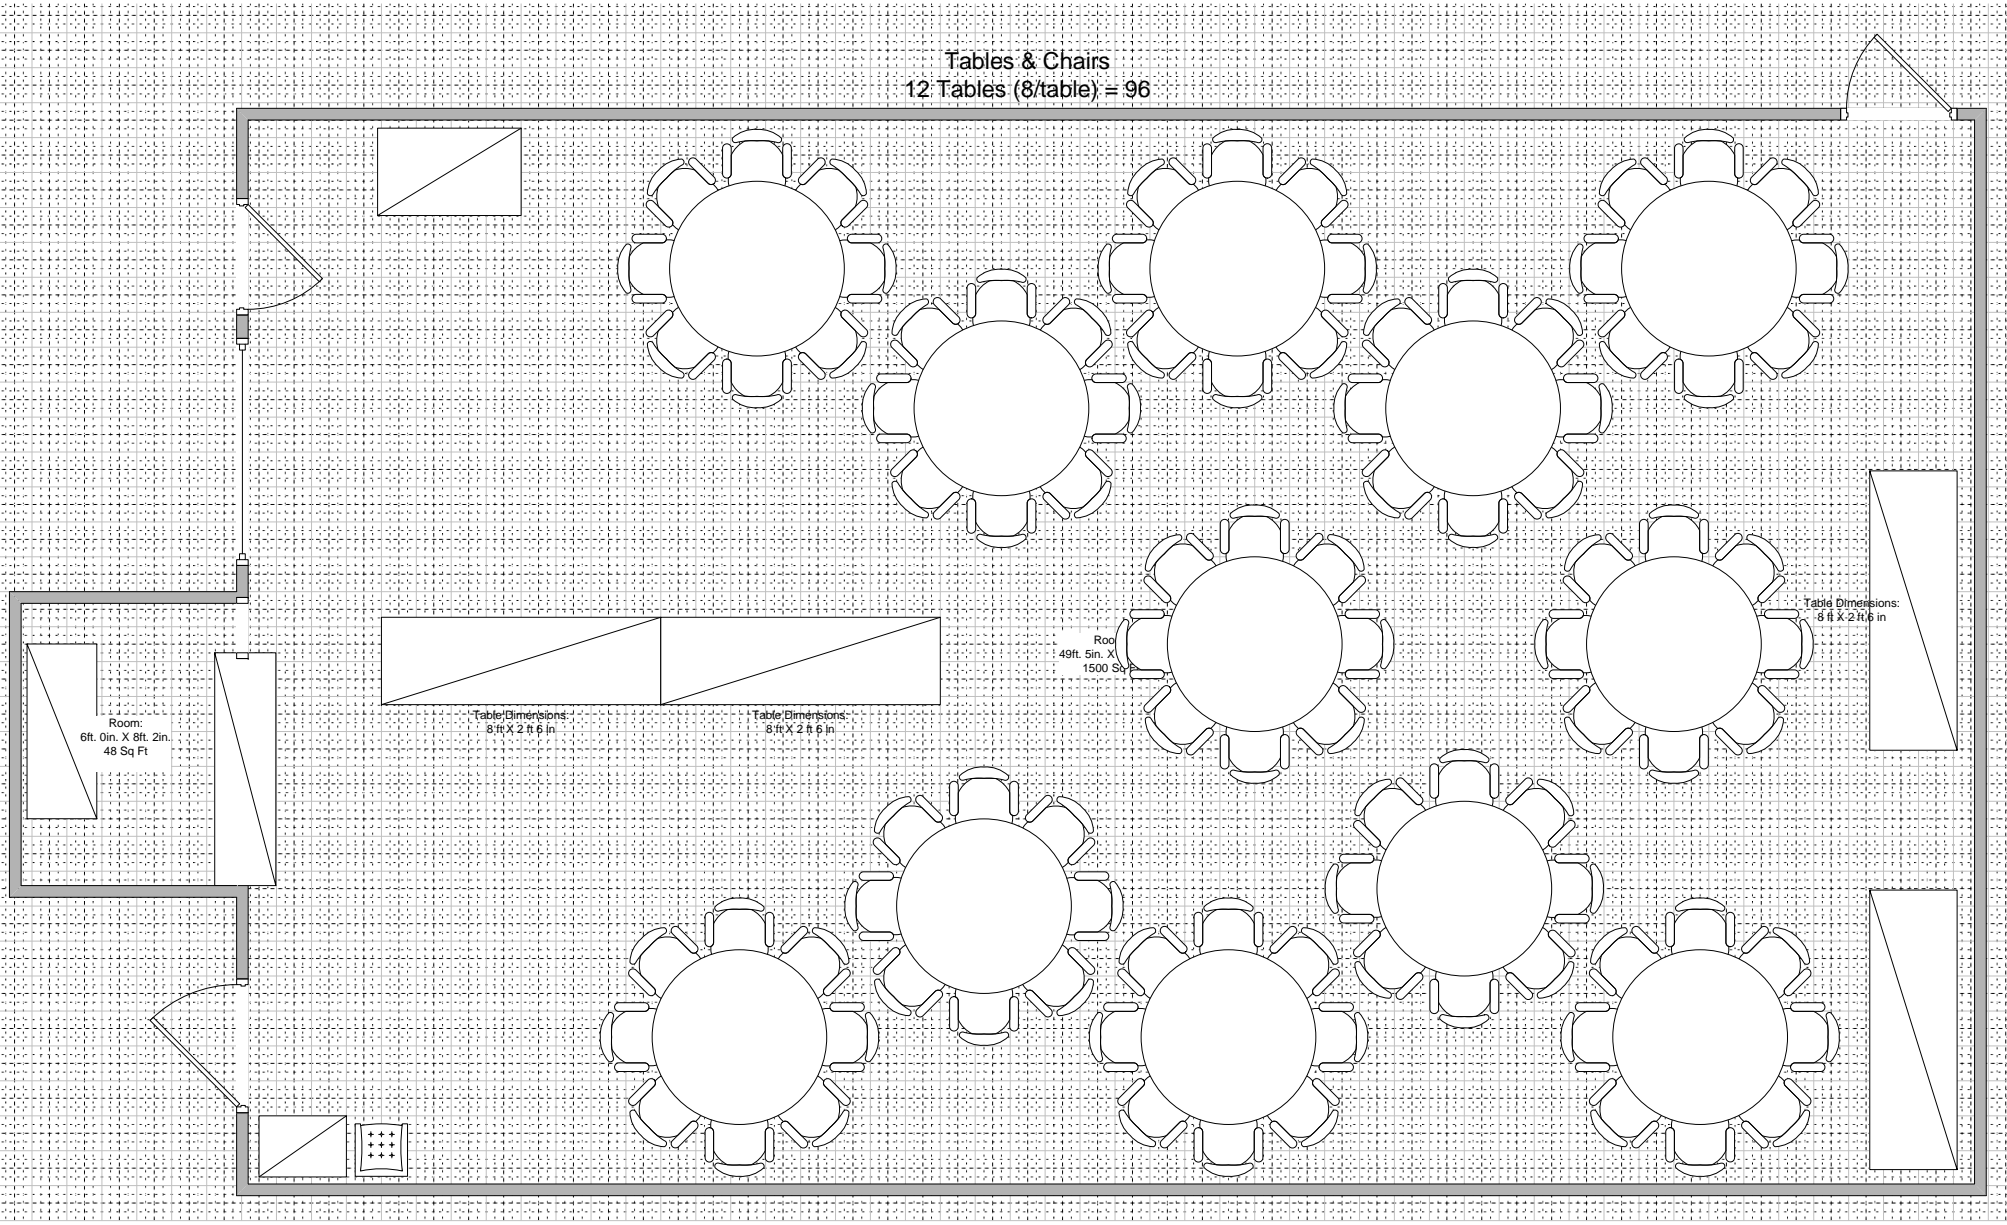 Tables & Chairs
12 Tables (8/table) = 96
Table Dimensions:
8 ft X 2 ft 6 in
49ft. 5in. X
1500
Table Dimensions:
8 ft X 2 ft 6 in
Table Dimensions:
8 ft X 2 ft 6 in
Room:
6ft. 0in. X 8ft. 2in.
48 Sq Ft